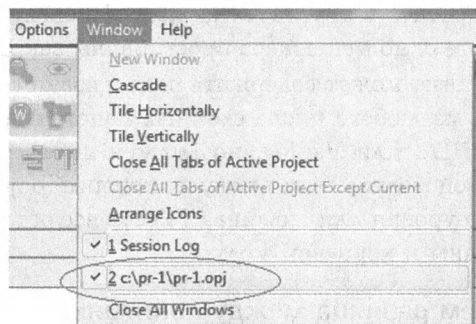 Options Window Help
New Window
Cascade
Tile Horizontally
Tile Vertically
Close All Tabs of Active Project
Close All Tabs of Active Project Except Current
Arrange Icons
1 Session Log
2 c:\pr-1\pr-1.opj
Close All Windows